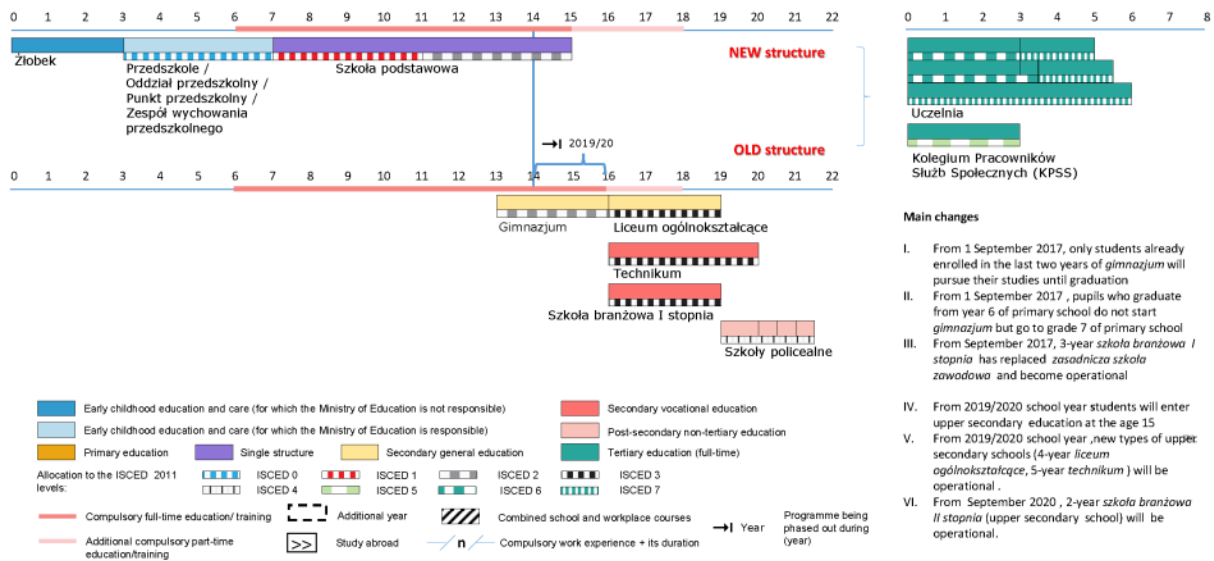 0 1 2 3 4 5 6 7 8 9 10 11 12 13 14 15 16 17 18 19 20 21 22
Żłobek
Przedszkole /
Oddział przedszkolny /
Punkt przedszkolny /
Zespół wychowania
przedszkolnego
Szkoła podstawowa
NEW structure
2019/20
OLD structure
0 1 2 3 4 5 6 7 8 9 10 11 12 13 14 15 16 17 18 19 20 21 22
Gimnazjum
Liceum ogólnokształcące
Technikum
Szkoła branżowa I stopnia
Szkoły policealne
0 1 2 3 4 5 6 7 8
Uczelnia
Kolegium Pracowników
Służb Społecznych (KPSS)
Main changes
I. From 1 September 2017, only students already
enrolled in the last two years of gimnazjum will
pursue their studies until graduation
II. From 1 September 2017 , pupils who graduate
from year 6 of primary school do not start
gimnazjum but go to grade 7 of primary school
III. From September 2017, 3-year szkoła branżowa I
stopnia has replaced zasadnicza szkoła
zawodowa and become operational
IV. From 2019/2020 school year students will enter
upper secondary education at the age 15
V. From 2019/2020 school year ,new types of upper
secondary schools (4-year liceum
ogólnokształcące, 5-year technikum ) will be
operational .
VI. From September 2020 , 2-year szkoła branżowa
II stopnia (upper secondary school) will be
operational.
Early childhood education and care (for which the Ministry of Education is not responsible)
Secondary vocational education
Early childhood education and care (for which the Ministry of Education is responsible)
Post-secondary non-tertiary education
Primary education
Single structure
Secondary general education
Tertiary education (full-time)
Allocation to the ISCED 2011
levels:
ISCED 0
ISCED 1
ISCED 2
ISCED 3
ISCED 4
ISCED 5
ISCED 6
ISCED 7
Compulsory full-time education/ training
Additional year
Combined school and workplace courses
Year
Programme being
phased out during
(year)
Additional compulsory part-time
education/training
>>
Study abroad
n
Compulsory work experience + its duration